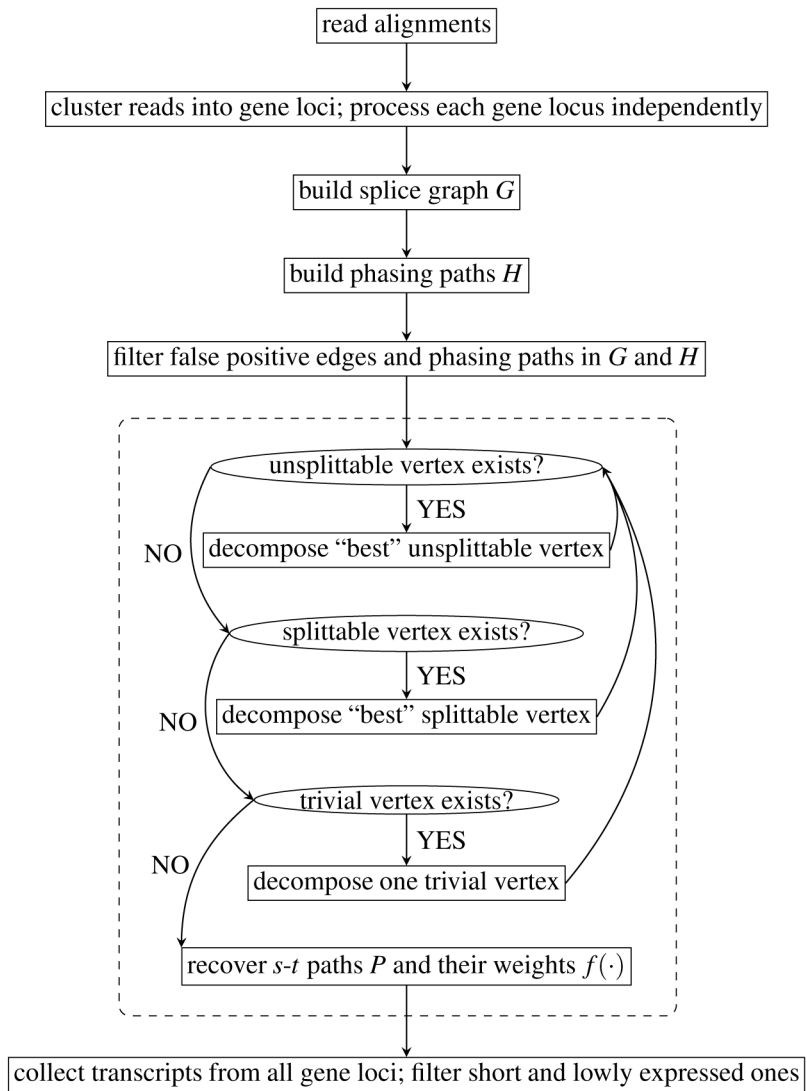 read alignments
cluster reads into gene loci; process each gene locus independently
build splice graph G
build phasing paths H
filter false positive edges and phasing paths in G and H
unsplittable vertex exists?
YES
decompose “best” unsplittable vertex
NO
splittable vertex exists?
YES
decompose “best” splittable vertex
NO
trivial vertex exists?
YES
NO
decompose one trivial vertex
recover s-t paths P and their weights f(·)
collect transcripts from all gene loci; filter short and lowly expressed ones